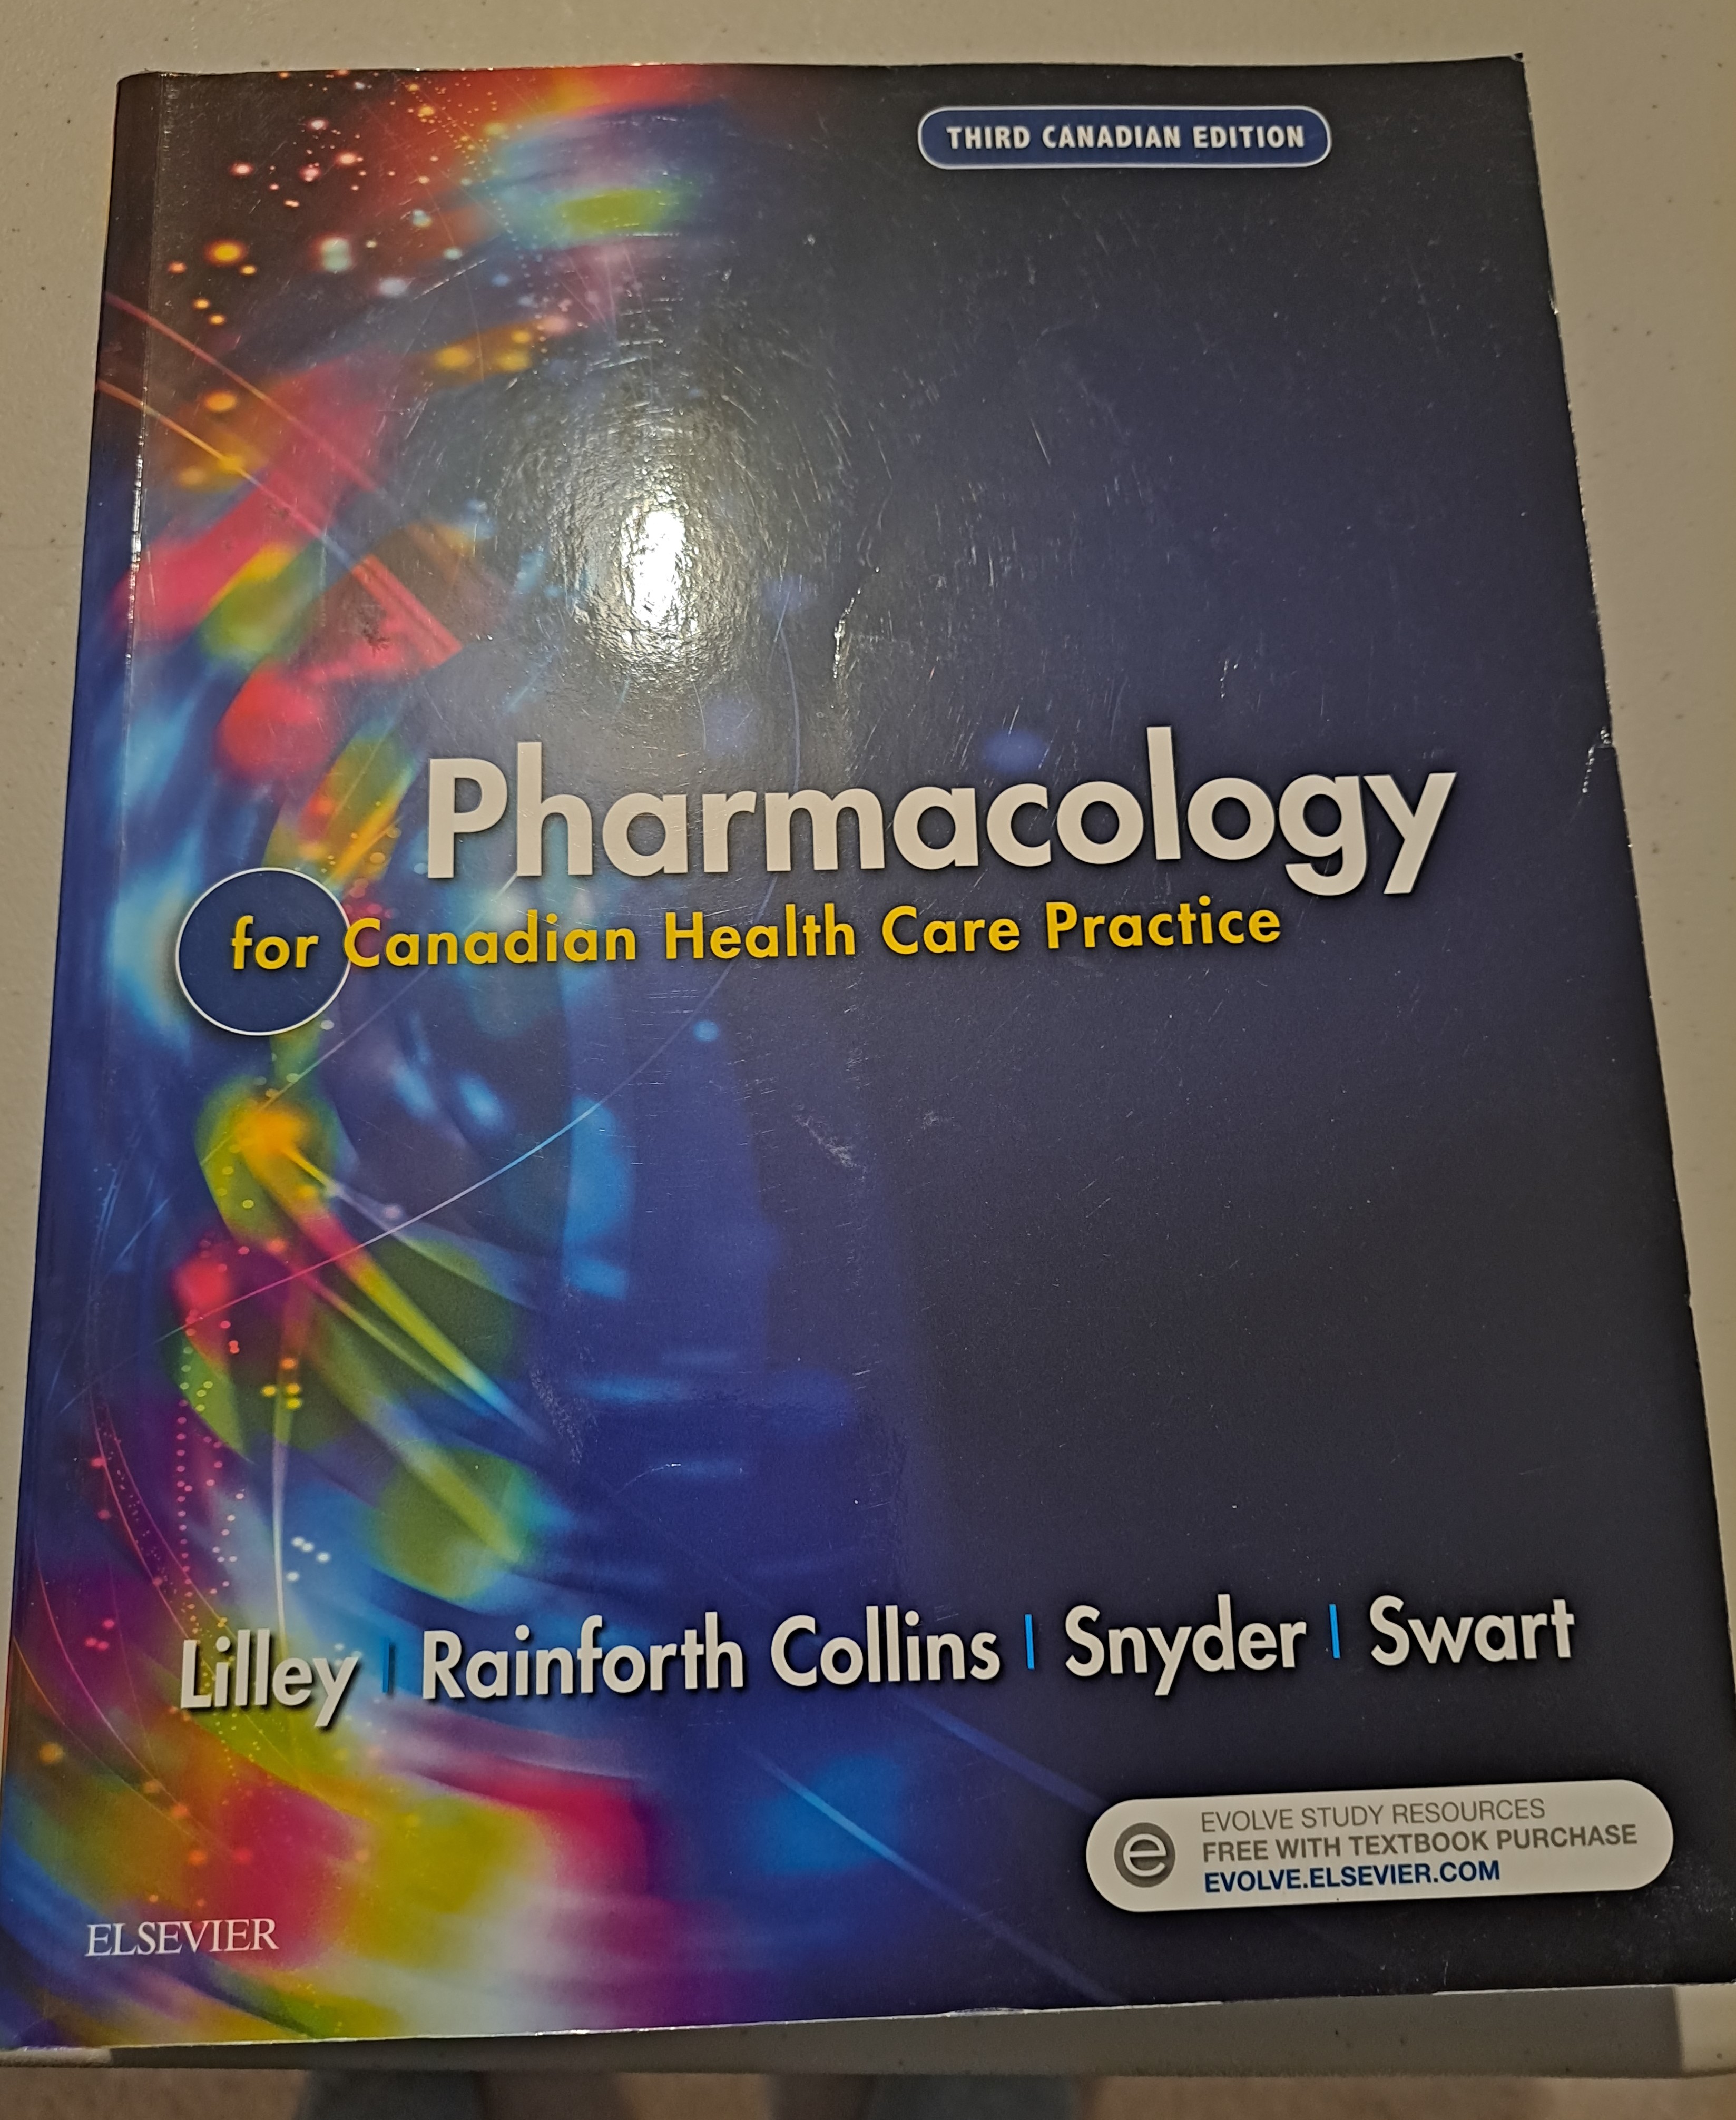 THIRD CANADIAN EDITION
Pharmacology
for Canadian Health Care Practice
Lilley | Rainforth Collins | Snyder | Swart
e
EVOLVE STUDY RESOURCES
FREE WITH TEXTBOOK PURCHASE
EVOLVE.ELSEVIER.COM
ELSEVIER